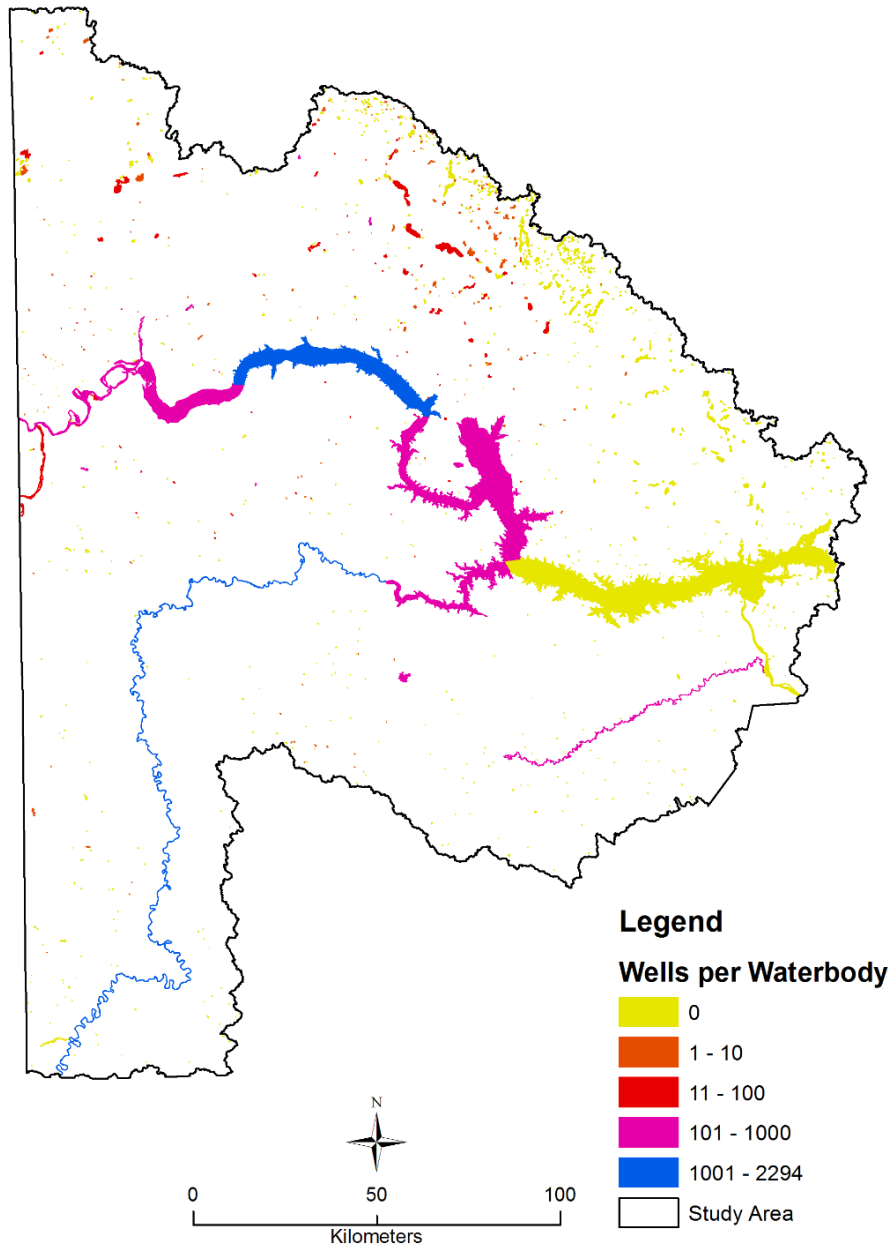 Legend
Wells per Waterbody
0
1 - 10
11 - 100
101 - 1000
1001 - 2294
Study Area
N
0 50 100
Kilometers